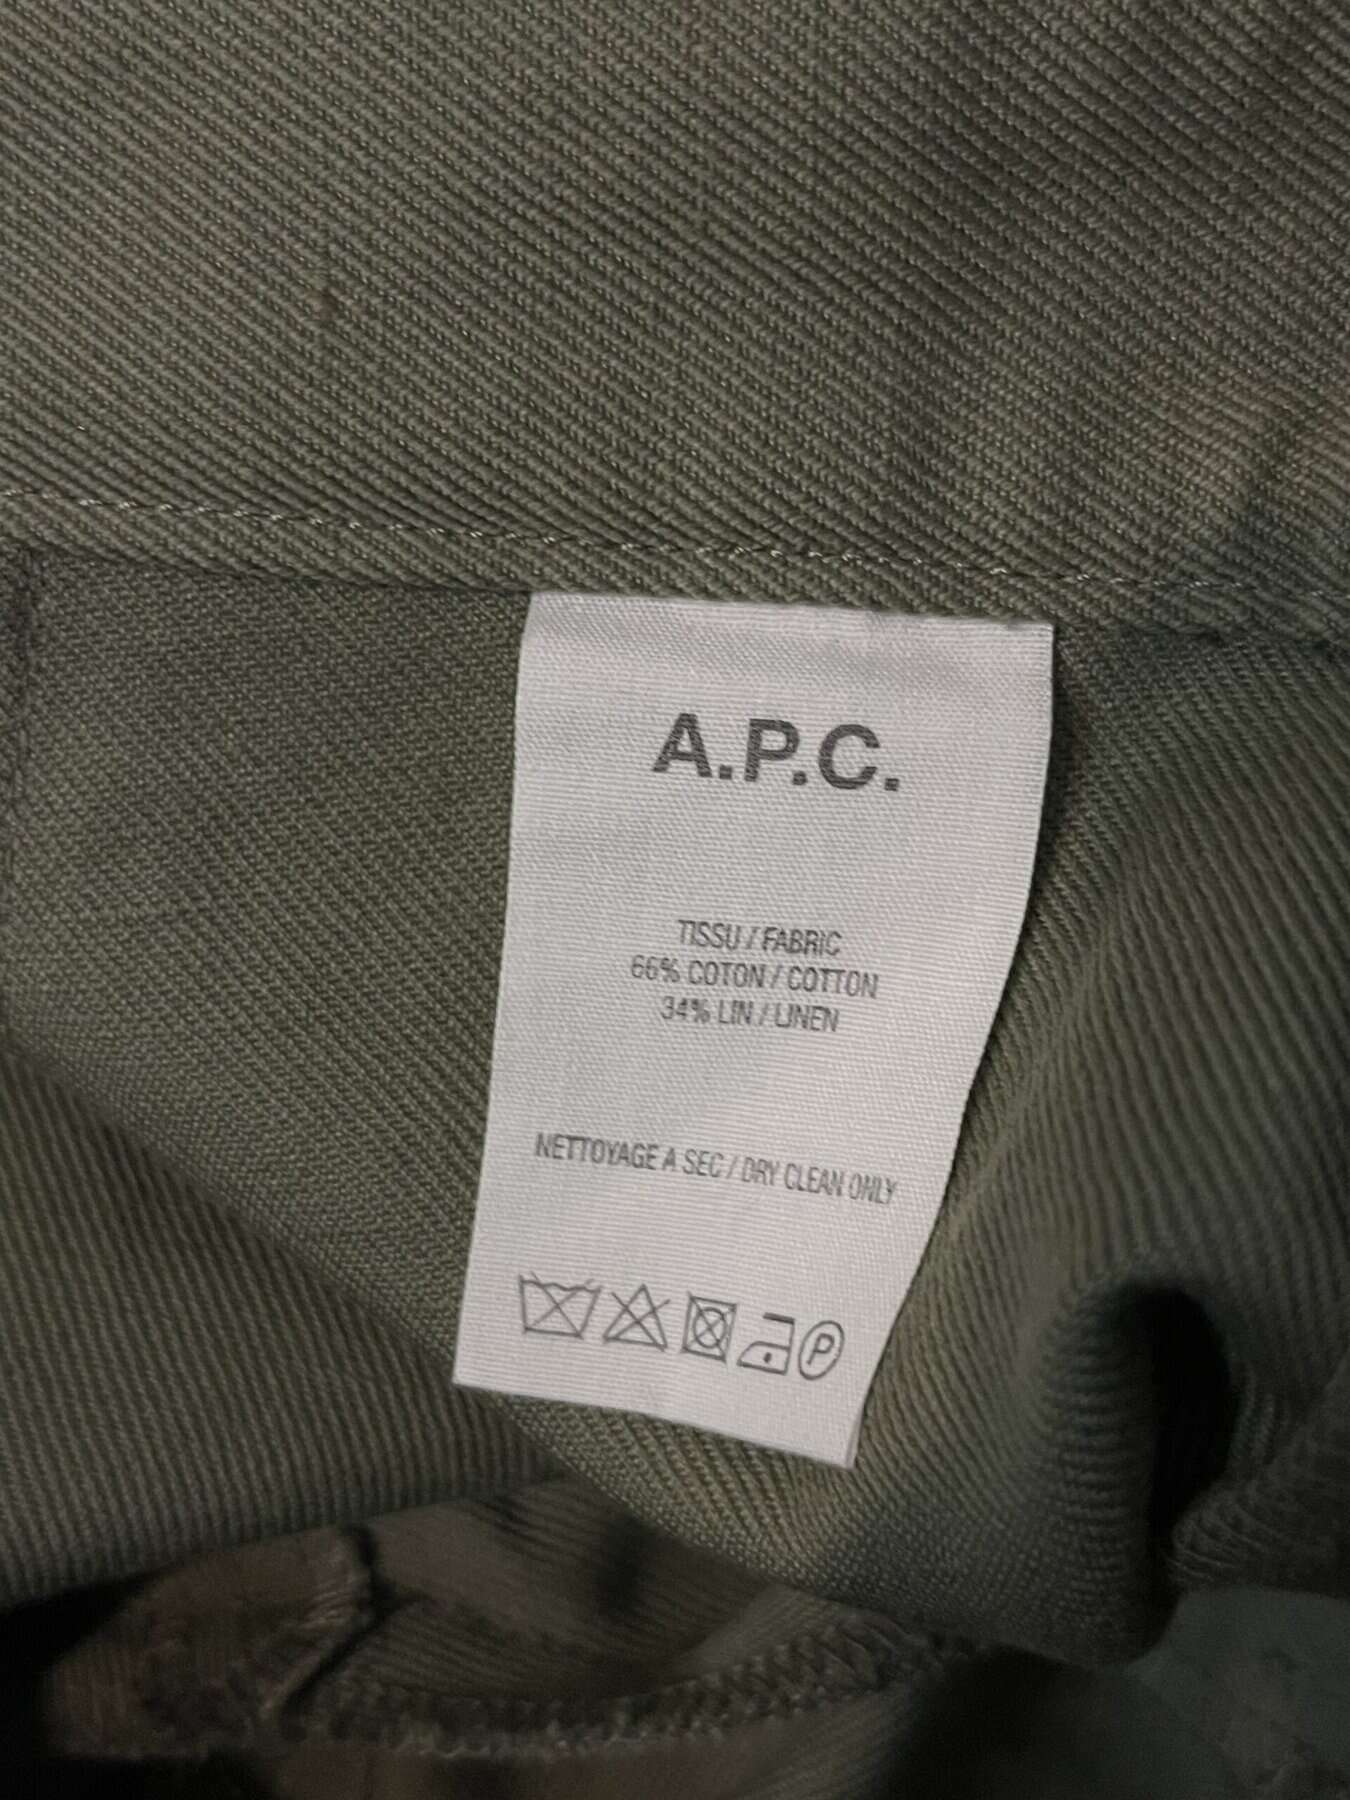 A.P.C.
TISSU / FABRIC
66% COTON / COTTON
34% LIN / LINEN
NETTOYAGE A SEC / DRY CLEAN ONLY
P